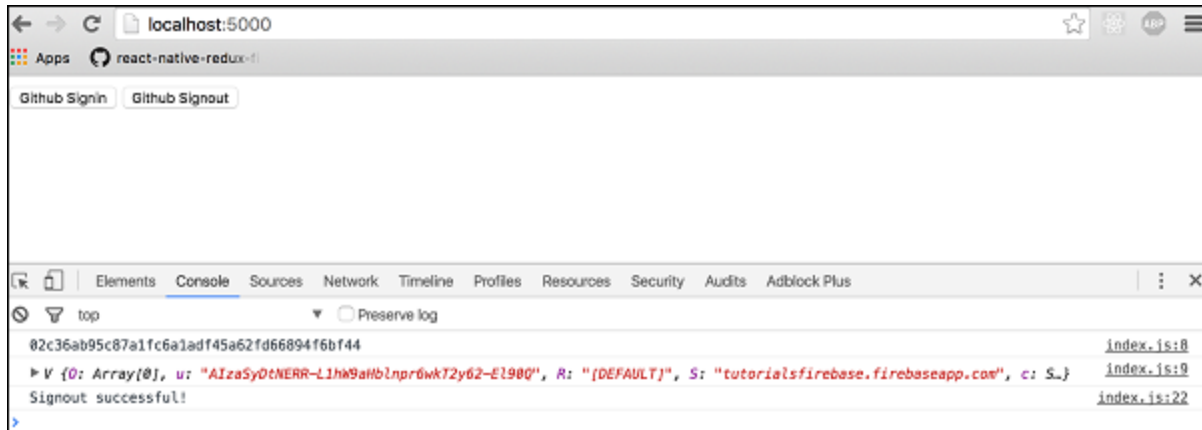 localhost:5000
Apps react-native-redux-fi
Github Signin Github Signout
Elements Console Sources Network Timeline Profiles Resources Security Audits Adblock Plus
top Preserve log
02c36ab95c87a1fc6a1adf45a62fd66894f6bf44 index.js:8
V {O: Array[0], u: "AIzaSyDtNERR-L1hW9aHblnpr6wk72y62-El90Q", R: "[DEFAULT]", S: "tutorialsfirebase.firebaseapp.com", c: S…} index.js:9
Signout successful! index.js:22